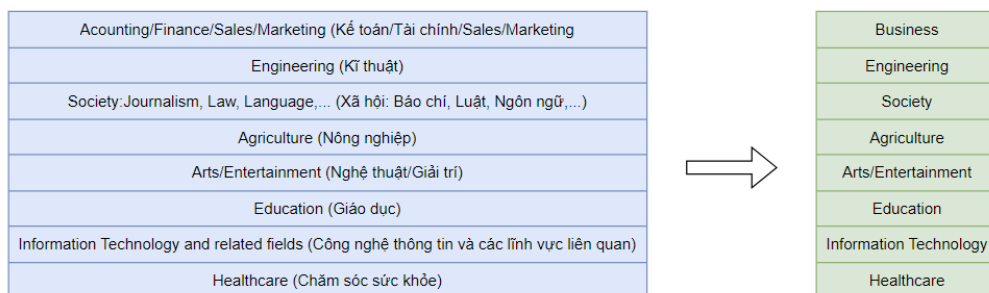 Acounting/Finance/Sales/Marketing (Kế toán/Tài chính/Sales/Marketing
Engineering (Kĩ thuật)
Society:Journalism, Law, Language,... (Xã hội: Báo chí, Luật, Ngôn ngữ,...)
Agriculture (Nông nghiệp)
Arts/Entertainment (Nghệ thuật/Giải trí)
Education (Giáo dục)
Information Technology and related fields (Công nghệ thông tin và các lĩnh vực liên quan)
Healthcare (Chăm sóc sức khỏe)
Business
Engineering
Society
Agriculture
Arts/Entertainment
Education
Information Technology
Healthcare